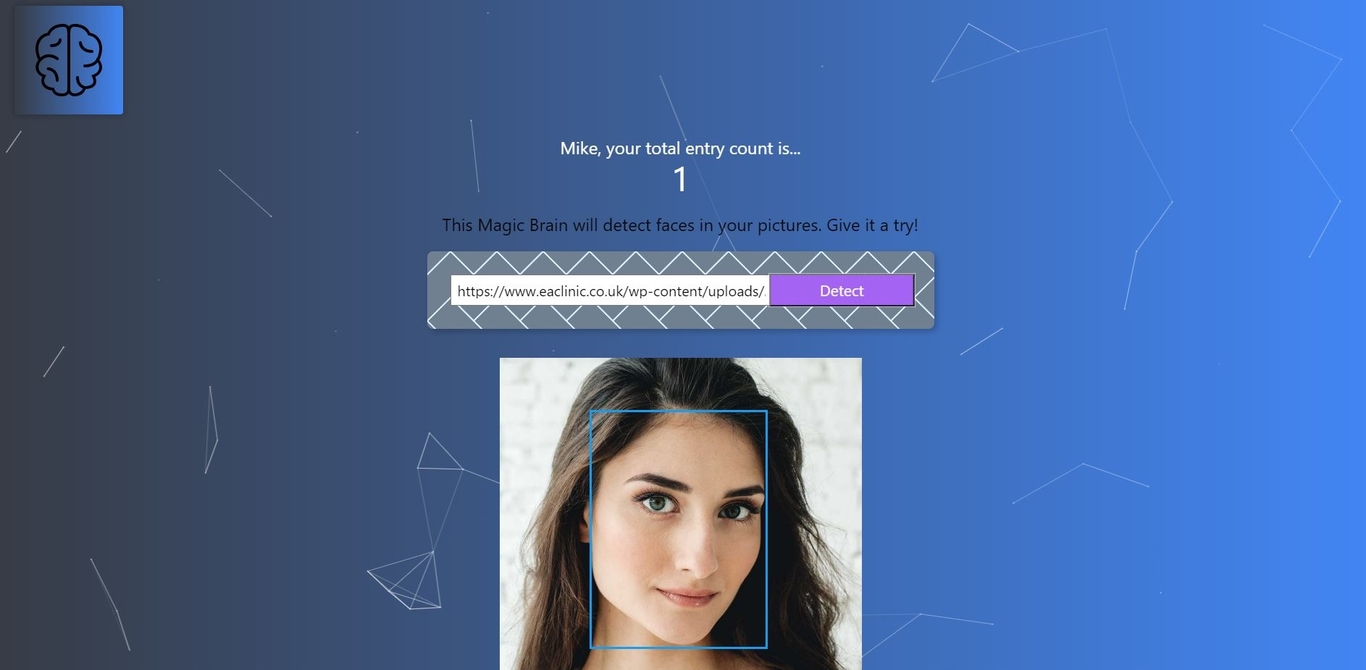 Mike, your total entry count is...
1
This Magic Brain will detect faces in your pictures. Give it a try!
https://www.eaclinic.co.uk/wp-content/uploads/
Detect